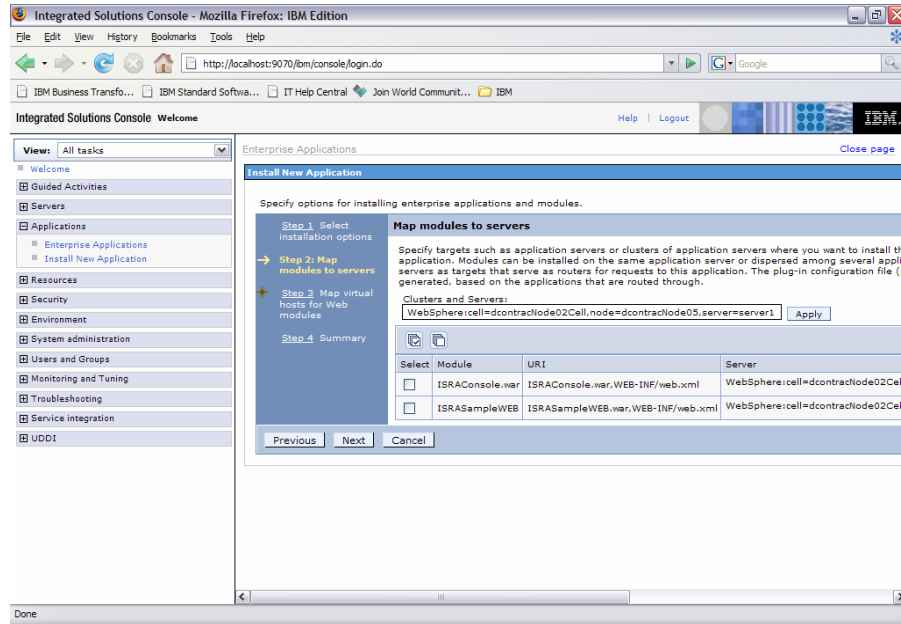 Integrated Solutions Console - Mozilla Firefox: IBM Edition
File Edit View History Bookmarks Tools Help
http://localhost:9070/ibm/console/login.do
Google
IBM Business Transfo... IBM Standard Softwa... IT Help Central Join World Communit... IBM
Integrated Solutions Console Welcome
Help | Logout
IBM.
View: All tasks
Welcome
Guided Activities
Servers
Applications
Enterprise Applications
Install New Application
Resources
Security
Environment
System administration
Users and Groups
Monitoring and Tuning
Troubleshooting
Service integration
UDDI
Enterprise Applications
Close page
Install New Application
Specify options for installing enterprise applications and modules.
Step 1 Select
installation options
Step 2: Map
modules to servers
Step 3 Map virtual
hosts for Web
modules
Step 4 Summary
Map modules to servers
Specify targets such as application servers or clusters of application servers where you want to install th
application. Modules can be installed on the same application server or dispersed among several appli
servers as targets that serve as routers for requests to this application. The plug-in configuration file (
generated, based on the applications that are routed through.
Clusters and Servers:
WebSphere:cell=dcontracNode02Cell,node=dcontracNode05,server=server1
Apply
Select Module URI Server
ISRAConsole.war ISRAConsole.war,WEB-INF/web.xml WebSphere:cell=dcontracNode02Cel
ISRASampleWEB ISRASampleWEB.war,WEB-INF/web.xml WebSphere:cell=dcontracNode02Cel
Previous Next Cancel
Done